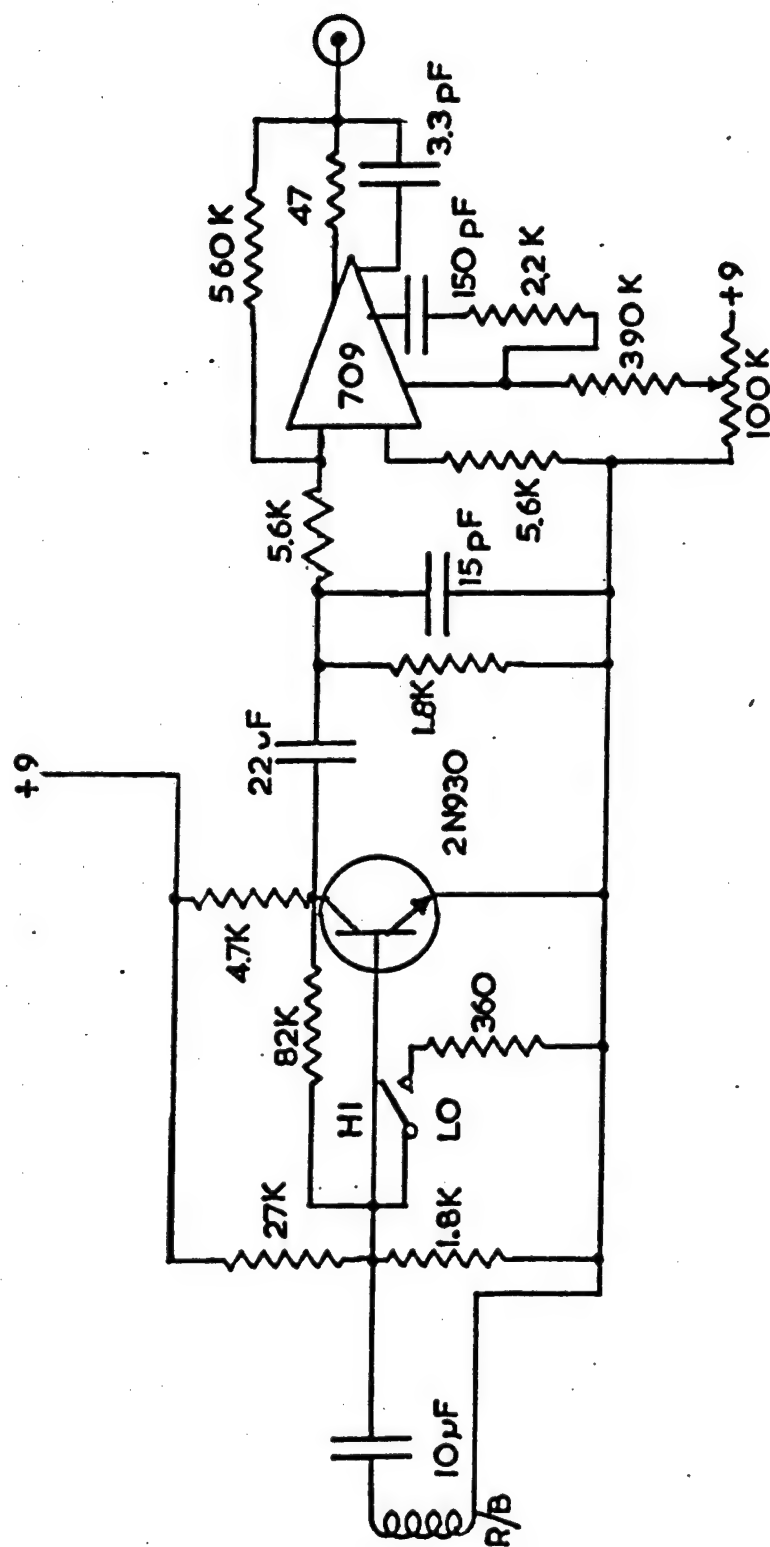 +9
560K
22µF
4.7K
47
27K
82K
5.6K
709
3.3pF
HI
150pF
2.2K
LO
2N930
1.8K
15pF
10µF
1.8K
360
5.6K
390K
R/B
+9
100K